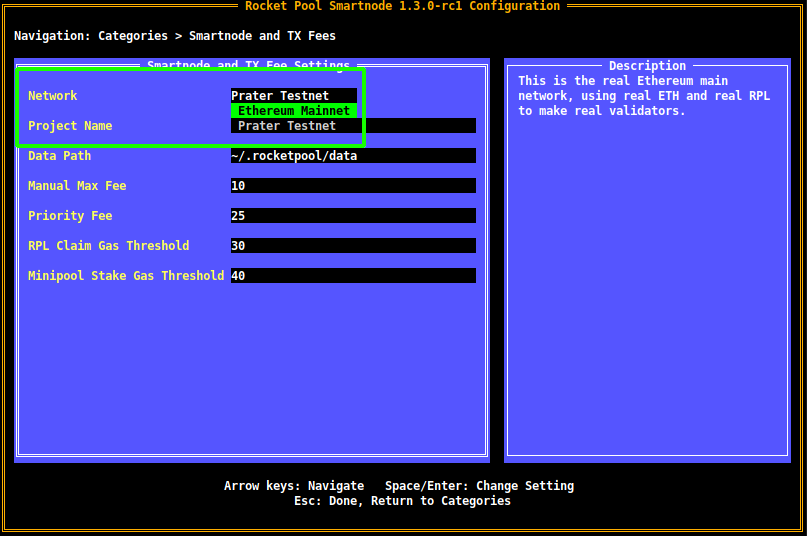 Rocket Pool Smartnode 1.3.0-rc1 Configuration
Navigation: Categories > Smartnode and TX Fees
Smartnode and TX Fee Settings
Network Prater Testnet
Ethereum Mainnet
Project Name Prater Testnet
Data Path ~/.rocketpool/data
Manual Max Fee 10
Priority Fee 25
RPL Claim Gas Threshold 30
Minipool Stake Gas Threshold 40
Description
This is the real Ethereum main
network, using real ETH and real RPL
to make real validators.
Arrow keys: Navigate Space/Enter: Change Setting
Esc: Done, Return to Categories